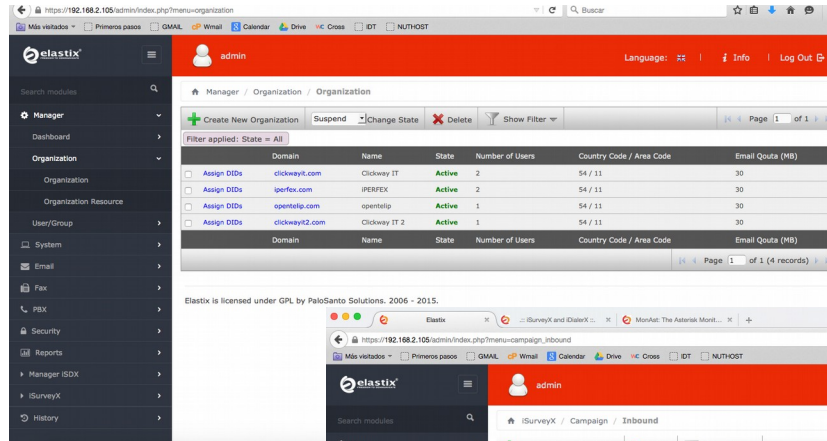 https://192.168.2.105/admin/index.php?menu=organization
Buscar
Más visitados
Primeros pasos
GMAIL
Wmail
Calendar
Drive
Cross
IDT
NUTHOST
elastix
admin
Language:
Info
Log Out
Search modules
Manager / Organization / Organization
Manager
Create New Organization
Suspend
Change State
Delete
Show Filter
Page 1 of 1
Dashboard
Filter applied: State = All
Organization
Domain Name State Number of Users Country Code / Area Code Email Qouta (MB)
Assign DIDs clickwayit.com Clickway IT Active 2 54 / 11 30
Organization
Assign DIDs iperfex.com iPERFEX Active 2 54 / 11 30
Organization Resource
Assign DIDs opentelip.com opentelip Active 1 54 / 11 30
User/Group
Assign DIDs clickwayit2.com Clickway IT 2 Active 1 54 / 11 30
Domain Name State Number of Users Country Code / Area Code Email Qouta (MB)
System
Page 1 of 1 (4 records)
Email
Fax
Elastix is licensed under GPL by PaloSanto Solutions. 2006 - 2015.
PBX
Elastix
.:: iSurveyX and iDialerX ::.
MonAst: The Asterisk Monit...
Security
https://192.168.2.105/admin/index.php?menu=campaign_inbound
Reports
Más visitados
Primeros pasos
GMAIL
Wmail
Calendar
Drive
Cross
IDT
NUTHOST
Manager iSDX
elastix
admin
iSurveyX
History
Search modules
iSurveyX / Campaign / Inbound